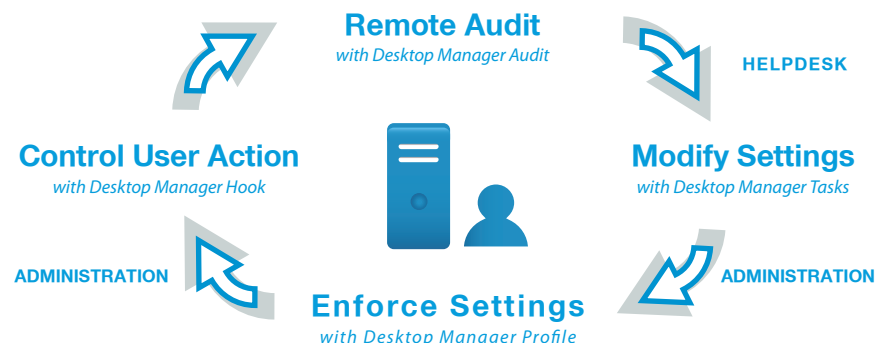 Remote Audit
with Desktop Manager Audit
HELPDESK
Control User Action
with Desktop Manager Hook
Modify Settings
with Desktop Manager Tasks
ADMINISTRATION
ADMINISTRATION
Enforce Settings
with Desktop Manager Profile